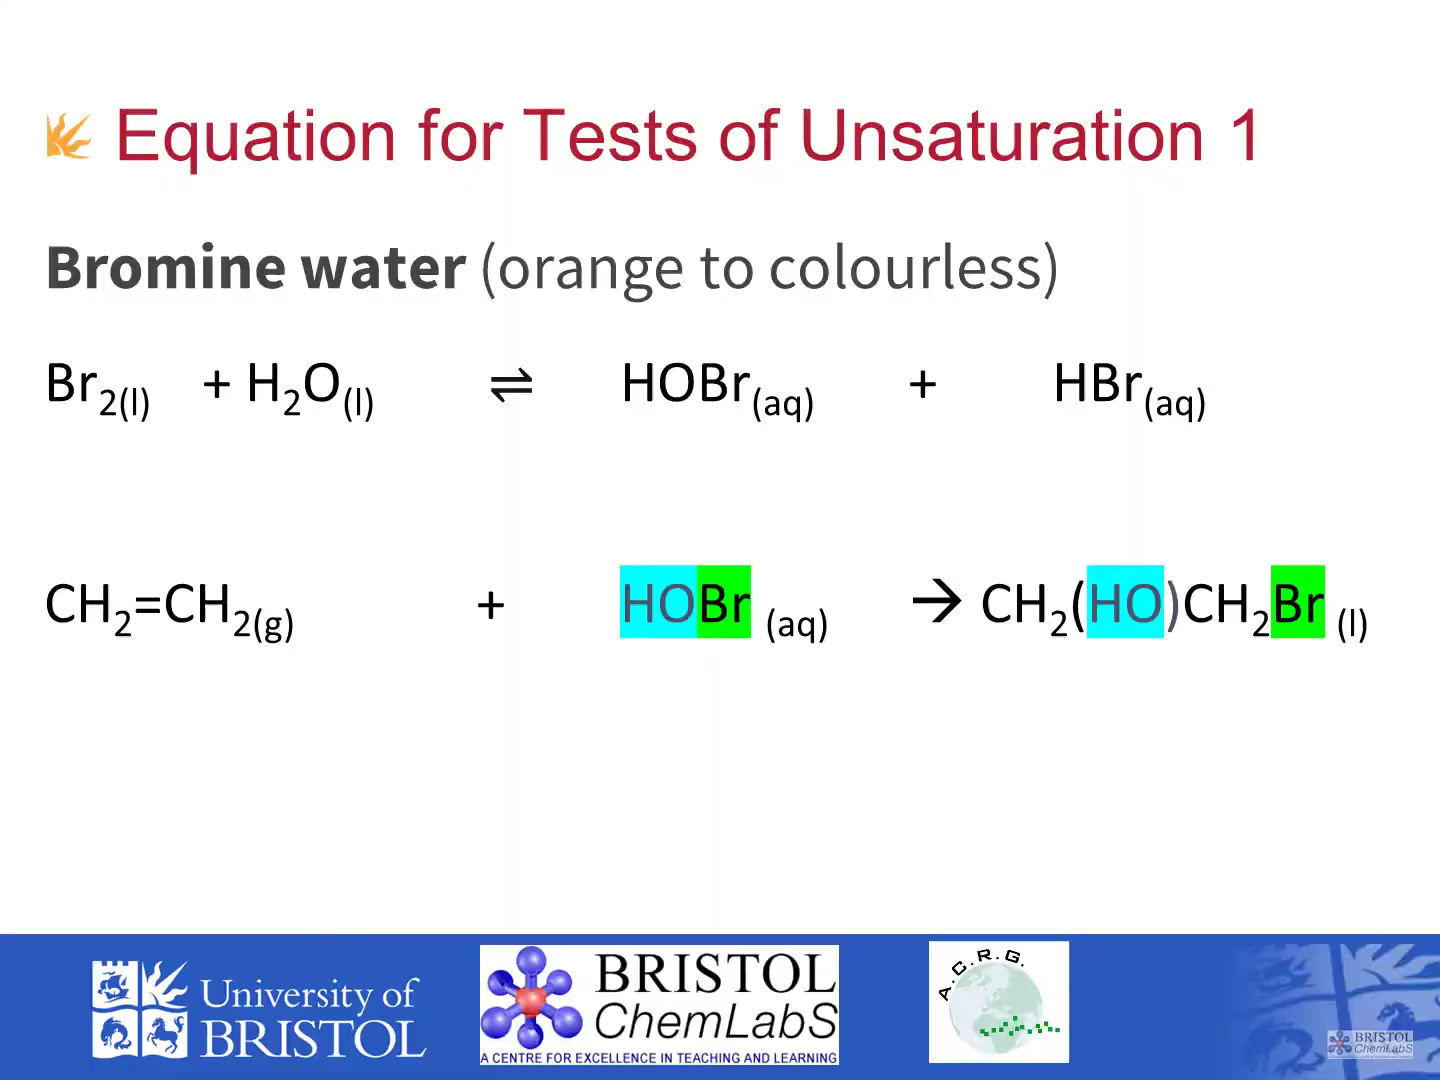 Equation for Tests of Unsaturation 1
Bromine water (orange to colourless)
Br2(l) + H2O(l) ⇌ HOBr(aq) + HBr(aq)
CH2=CH2(g) + HOBr (aq) → CH2(HO)CH2Br (l)
University of
BRISTOL
BRISTOL
ChemLabS
A CENTRE FOR EXCELLENCE IN TEACHING AND LEARNING
A.C.R.G.
BRISTOL
ChemLabS